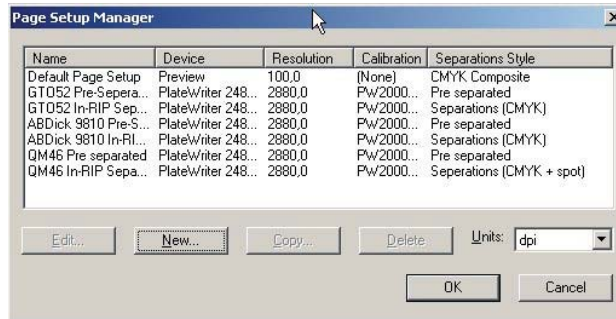 Page Setup Manager
Name Device Resolution Calibration Separations Style
Default Page Setup Preview 100,0 (None) CMYK Composite
GTO52 Pre-Sepera... PlateWriter 248... 2880,0 PW2000... Pre separated
GTO52 In-RIP Sep... PlateWriter 248... 2880,0 PW2000... Separations (CMYK)
ABDick 9810 Pre-S... PlateWriter 248... 2880,0 PW2000... Pre separated
ABDick 9810 In-RI... PlateWriter 248... 2880,0 PW2000... Separations (CMYK)
QM46 Pre separated PlateWriter 248... 2880,0 PW2000... Pre separated
QM46 In-RIP Sepa... PlateWriter 248... 2880,0 PW2000... Seperations (CMYK + spot)
Edit... New... Copy... Delete Units: dpi
OK Cancel